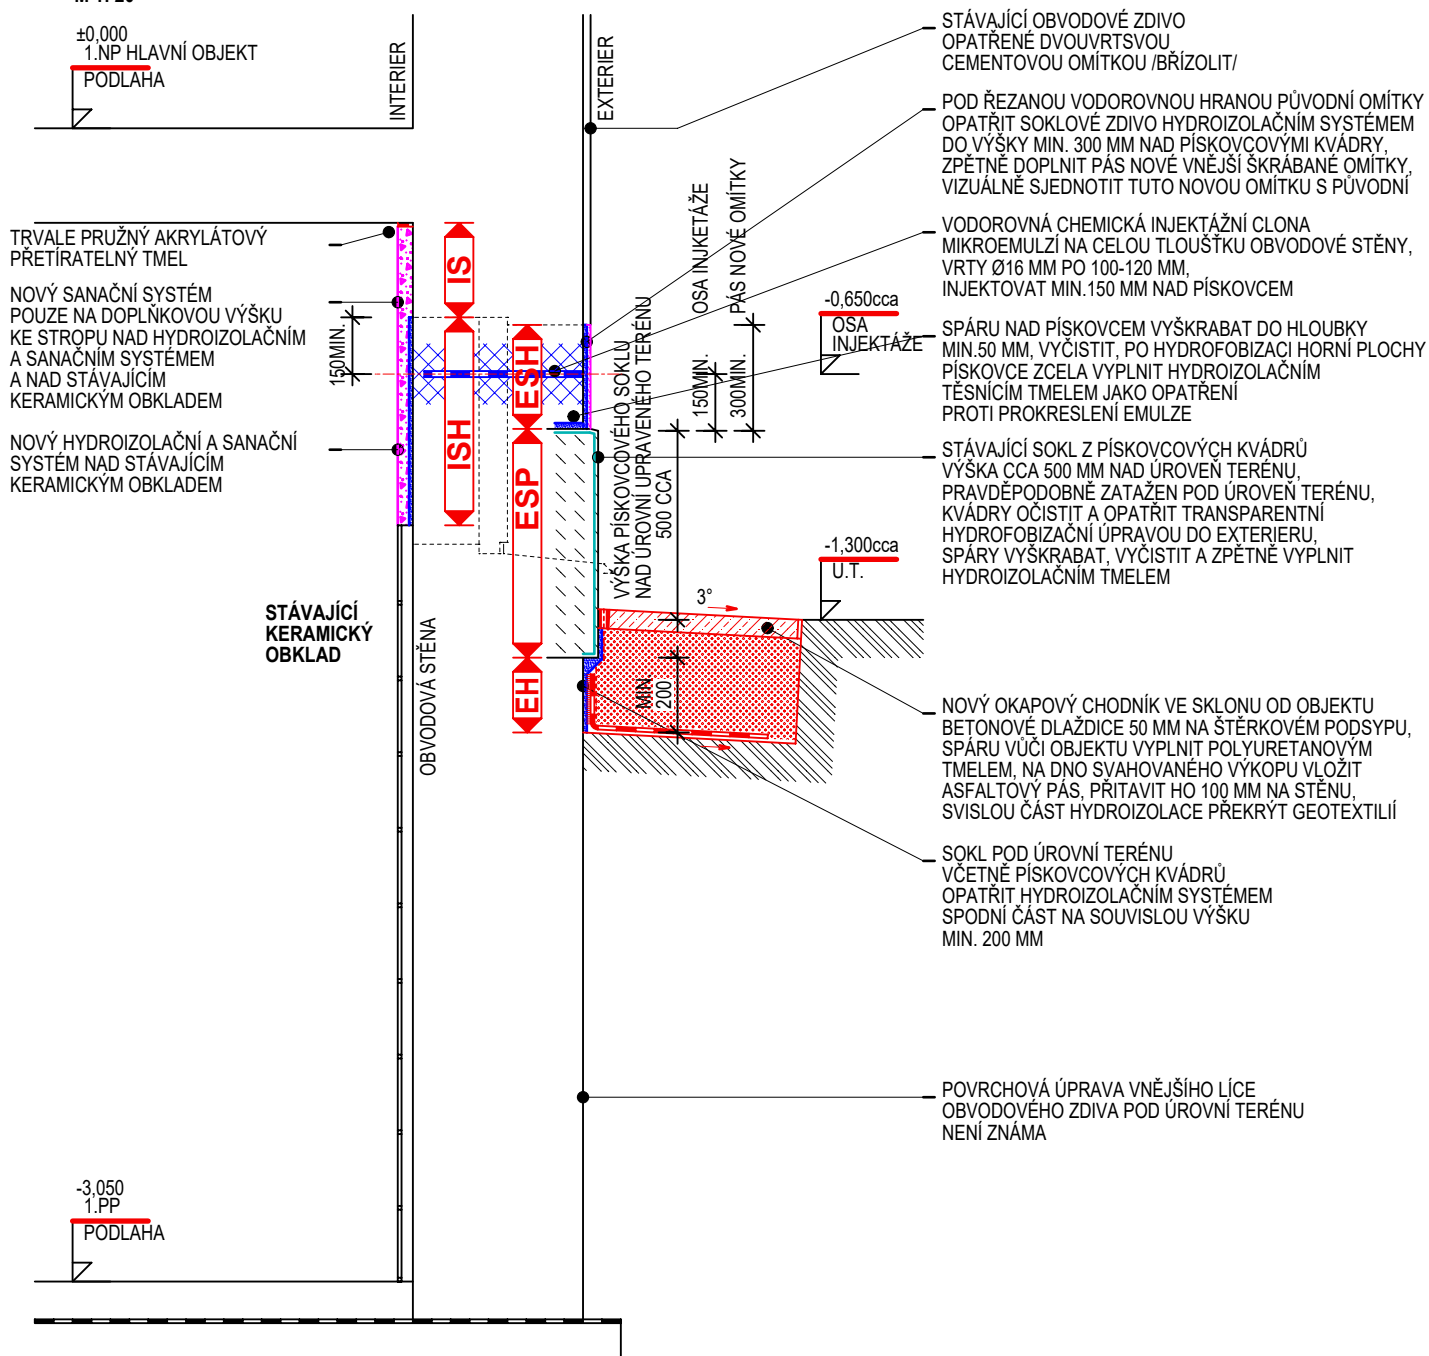 ±0,000
1.NP HLAVNÍ OBJEKT
PODLAHA
INTERIER
EXTERIER
STÁVAJÍCÍ OBVODOVÉ ZDIVO
OPATŘENÉ DVOUVRTSVOU
CEMENTOVOU OMÍTKOU /BŘÍZOLIT/
POD ŘEZANOU VODOROVNOU HRANOU PŮVODNÍ OMÍTKY
OPATŘIT SOKLOVÉ ZDIVO HYDROIZOLAČNÍM SYSTÉMEM
DO VÝŠKY MIN. 300 MM NAD PÍSKOVCOVÝMI KVÁDRY,
ZPĚTNĚ DOPLNIT PÁS NOVÉ VNĚJŠÍ ŠKRÁBANÉ OMÍTKY,
VIZUÁLNĚ SJEDNOTIT TUTO NOVOU OMÍTKU S PŮVODNÍ
VODOROVNÁ CHEMICKÁ INJEKTÁŽNÍ CLONA
MIKROEMULZÍ NA CELOU TLOUŠŤKU OBVODOVÉ STĚNY,
VRTY Ø16 MM PO 100-120 MM,
INJEKTOVAT MIN.150 MM NAD PÍSKOVCEM
SPÁRU NAD PÍSKOVCEM VYŠKRABAT DO HLOUBKY
MIN.50 MM, VYČISTIT, PO HYDROFOBIZACI HORNÍ PLOCHY
PÍSKOVCE ZCELA VYPLNIT HYDROIZOLAČNÍM
TĚSNÍCÍM TMELEM JAKO OPATŘENÍ
PROTI PROKRESLENÍ EMULZE
STÁVAJÍCÍ SOKL Z PÍSKOVCOVÝCH KVÁDRŮ
VÝŠKA CCA 500 MM NAD ÚROVEŇ TERÉNU,
PRAVDĚPODOBNĚ ZATAŽEN POD ÚROVEŇ TERÉNU,
KVÁDRY OČISTIT A OPATŘIT TRANSPARENTNÍ
HYDROFOBIZAČNÍ ÚPRAVOU DO EXTERIERU,
SPÁRY VYŠKRABAT, VYČISTIT A ZPĚTNĚ VYPLNIT
HYDROIZOLAČNÍM TMELEM
NOVÝ OKAPOVÝ CHODNÍK VE SKLONU OD OBJEKTU
BETONOVÉ DLAŽDICE 50 MM NA ŠTĚRKOVÉM PODSYPU,
SPÁRU VŮČI OBJEKTU VYPLNIT POLYURETANOVÝM
TMELEM, NA DNO SVAHOVANÉHO VÝKOPU VLOŽIT
ASFALTOVÝ PÁS, PŘITAVIT HO 100 MM NA STĚNU,
SVISLOU ČÁST HYDROIZOLACE PŘEKRÝT GEOTEXTILIÍ
SOKL POD ÚROVNÍ TERÉNU
VČETNĚ PÍSKOVCOVÝCH KVÁDRŮ
OPATŘIT HYDROIZOLAČNÍM SYSTÉMEM
SPODNÍ ČÁST NA SOUVISLOU VÝŠKU
MIN. 200 MM
POVRCHOVÁ ÚPRAVA VNĚJŠÍHO LÍCE
OBVODOVÉHO ZDIVA POD ÚROVNÍ TERÉNU
NENÍ ZNÁMA
TRVALE PRUŽNÝ AKRYLÁTOVÝ
PŘETÍRATELNÝ TMEL
NOVÝ SANAČNÍ SYSTÉM
POUZE NA DOPLŇKOVOU VÝŠKU
KE STROPU NAD HYDROIZOLAČNÍM
A SANAČNÍM SYSTÉMEM
A NAD STÁVAJÍCÍM
KERAMICKÝM OBKLADEM
NOVÝ HYDROIZOLAČNÍ A SANAČNÍ
SYSTÉM NAD STÁVAJÍCÍM
KERAMICKÝM OBKLADEM
150MIN.
IS
ISH
ESH
ESP
EH
OSA INJKETÁŽE
PÁS NOVÉ OMÍTKY
150MIN.
300MIN.
VÝŠKA PÍSKOVCOVÉHO SOKLU
NAD ÚROVNÍ UPRAVENÉHO TERÉNU
500 CCA
-0,650cca
OSA
INJEKTÁŽE
-1,300cca
U.T.
3°
MIN.
200
STÁVAJÍCÍ
KERAMICKÝ
OBKLAD
OBVODOVÁ STĚNA
-3,050
1.PP
PODLAHA